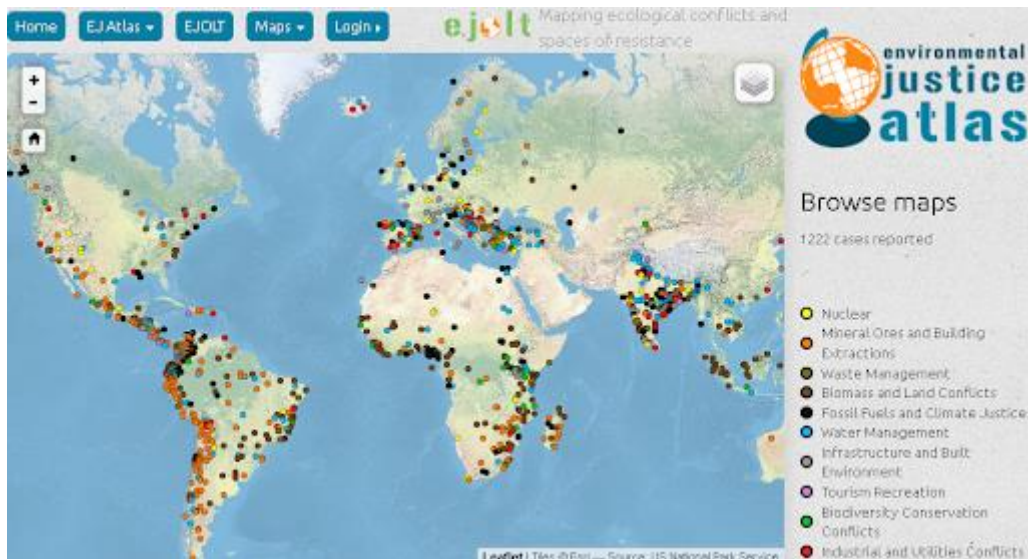 Home
EJ Atlas
EJOLT
Maps
Login
ejolt
Mapping ecological conflicts and
spaces of resistance
+
-
environmental
justice
atlas
Browse maps
1222 cases reported
Nuclear
Mineral Ores and Building
Extractions
Waste Management
Biomass and Land Conflicts
Fossil Fuels and Climate Justice
Water Management
Infrastructure and Built
Environment
Tourism Recreation
Biodiversity Conservation
Conflicts
Industrial and Utilities Conflicts
Leaflet | Tiles © Esri — Source: US National Park Service